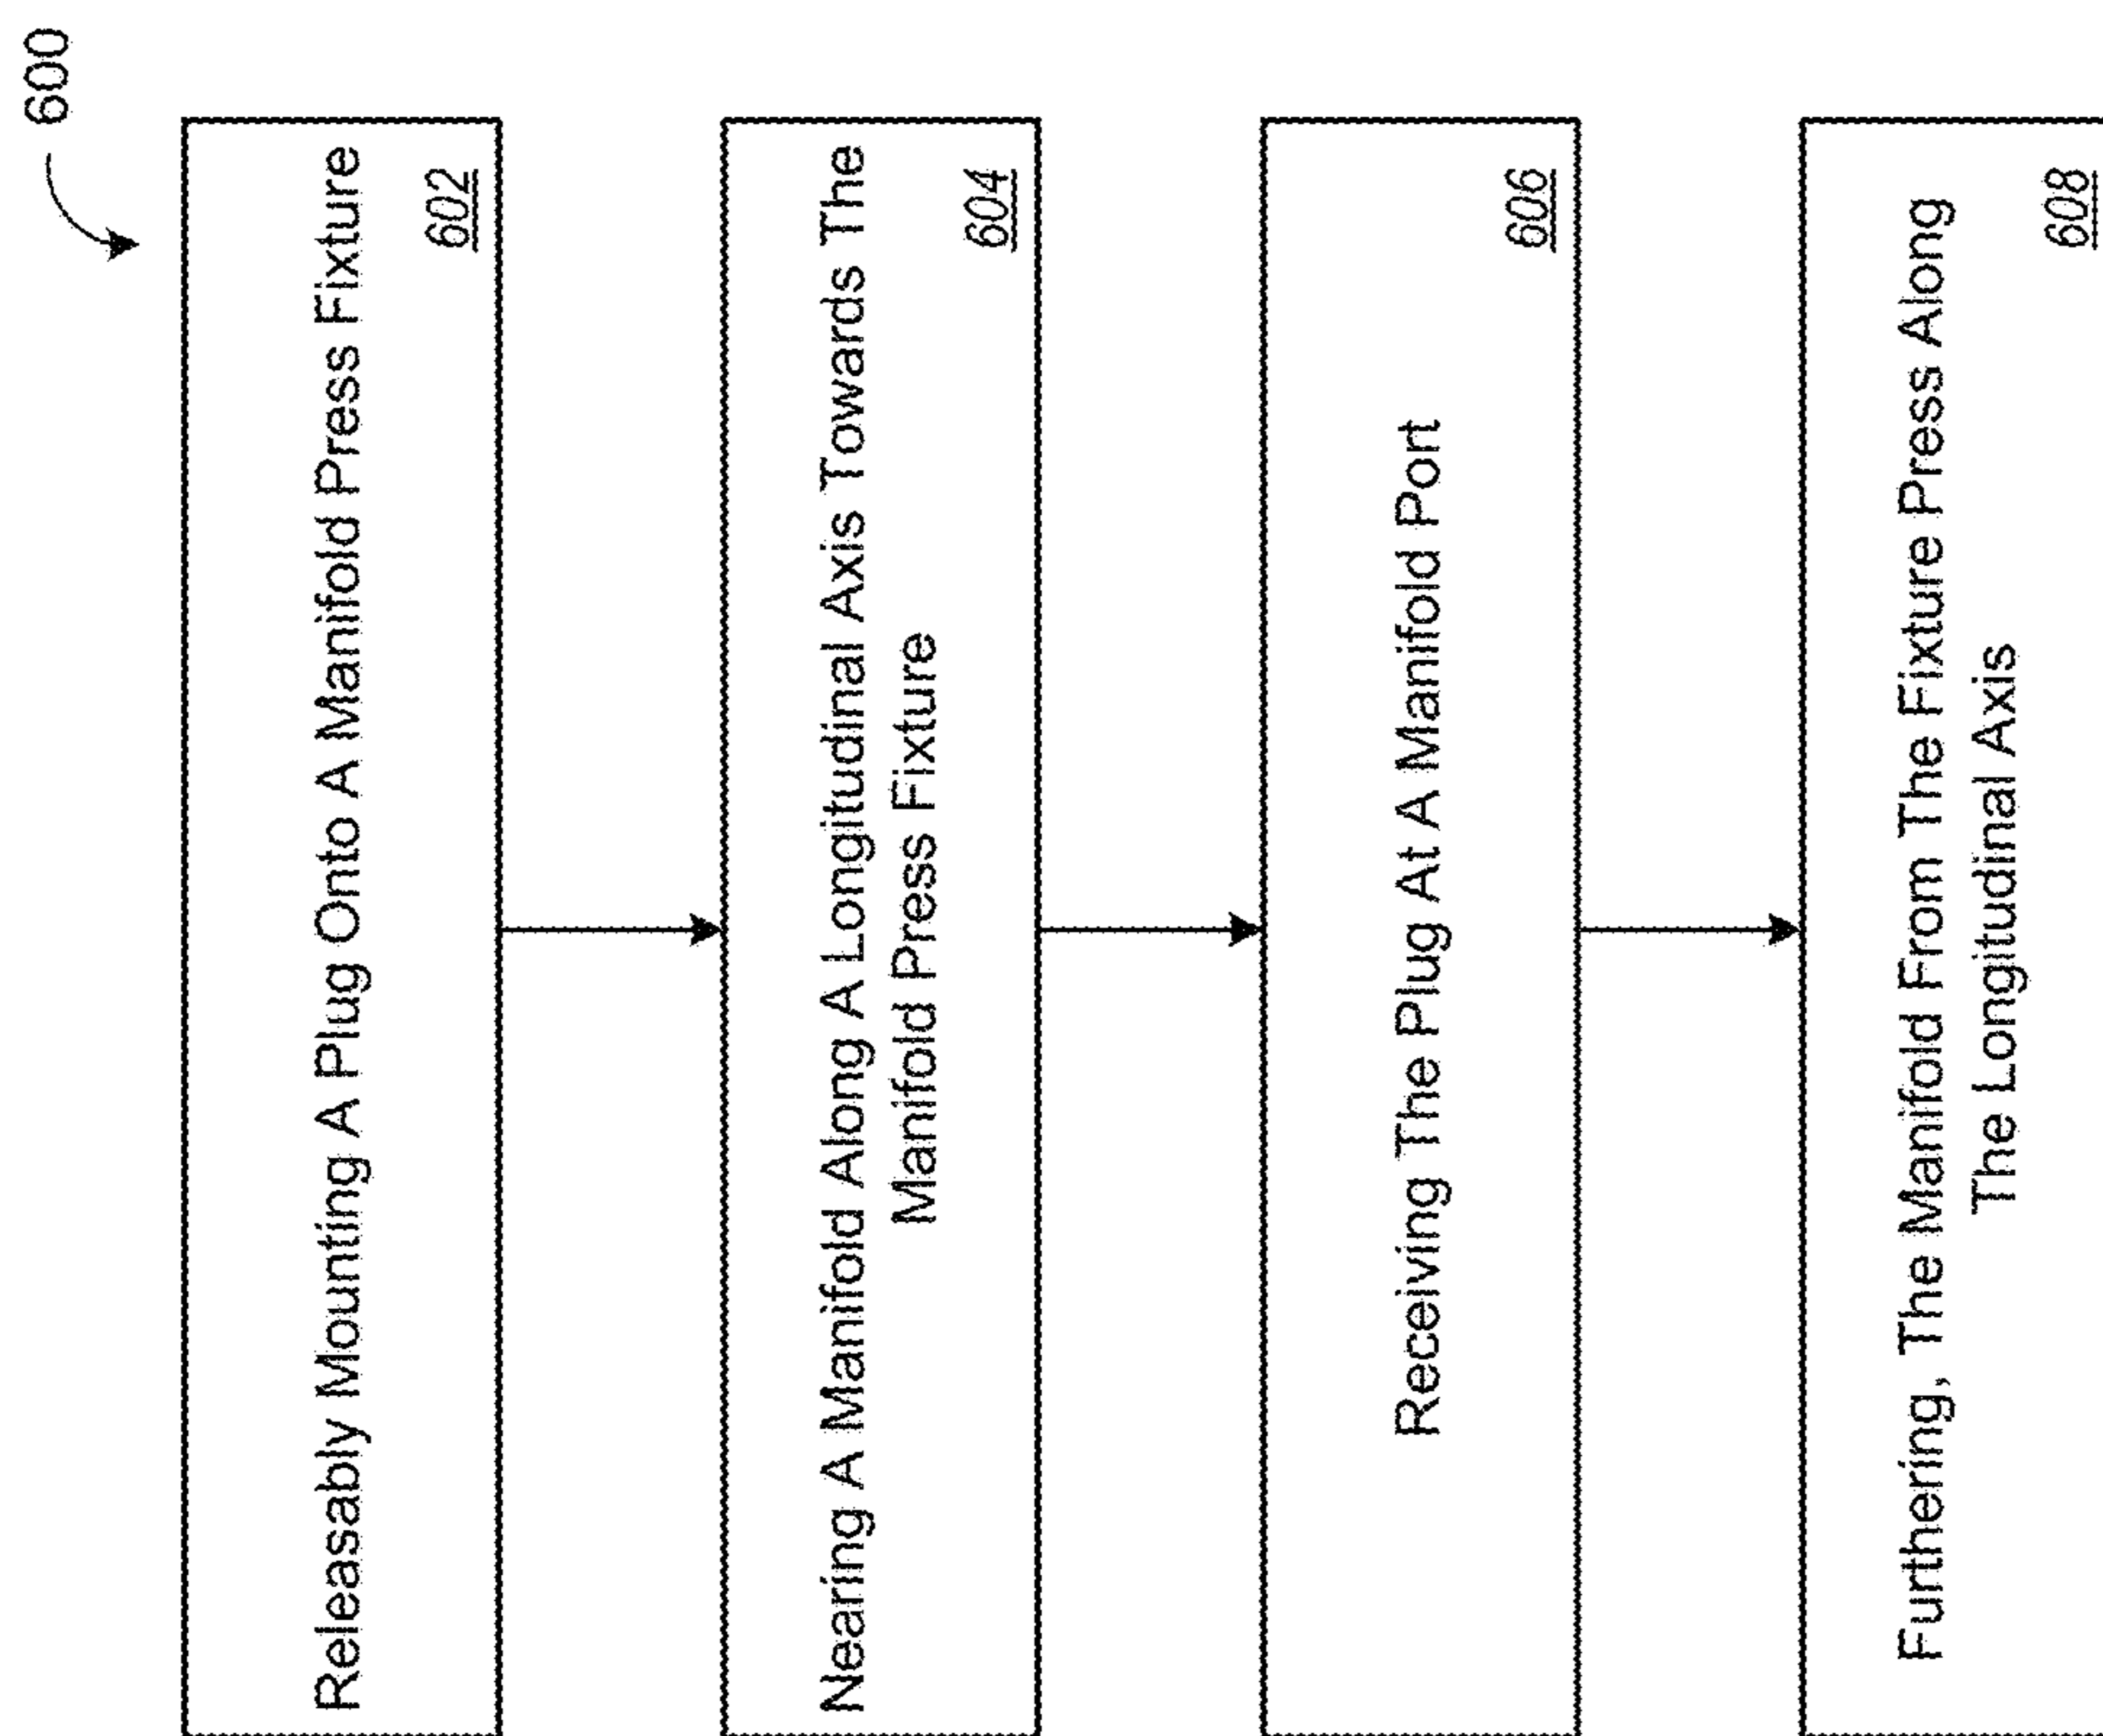 600
Releasably Mounting A Plug Onto A Manifold Press Fixture
602
Nearing A Manifold Along A Longitudinal Axis Towards The
Manifold Press Fixture
604
Receiving The Plug At A Manifold Port
606
Furthering, The Manifold From The Fixture Press Along
The Longitudinal Axis
608